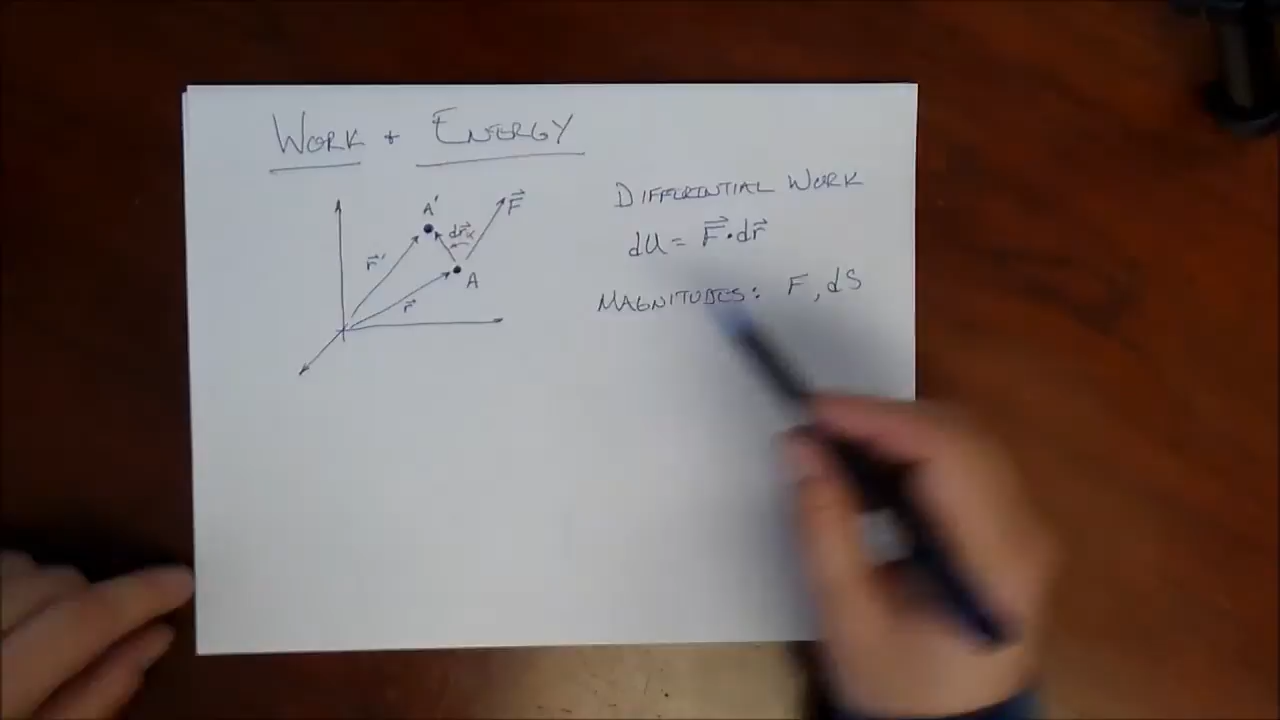 WORK + ENERGY
A'
F⃗
dr⃗
α
r⃗'
A
r⃗
DIFFERENTIAL WORK
dU = F⃗·dr⃗
MAGNITUDES: F, dS